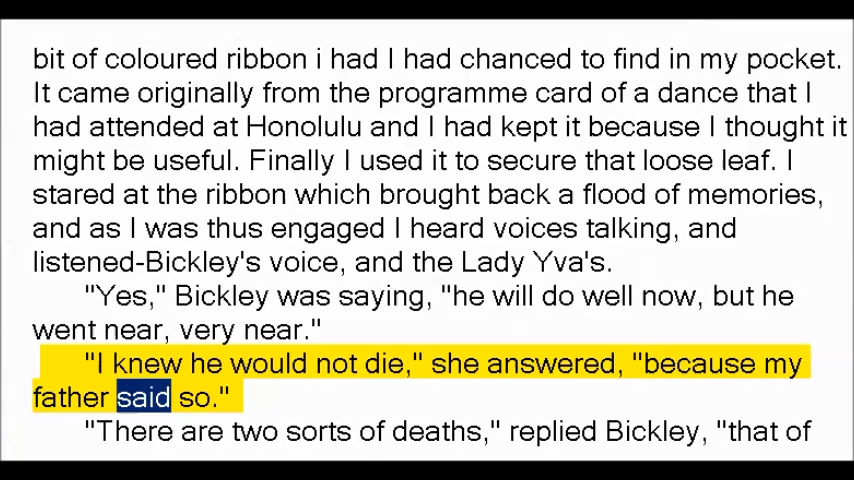 bit of coloured ribbon i had I had chanced to find in my pocket.
It came originally from the programme card of a dance that I
had attended at Honolulu and I had kept it because I thought it
might be useful. Finally I used it to secure that loose leaf. I
stared at the ribbon which brought back a flood of memories,
and as I was thus engaged I heard voices talking, and
listened-Bickley's voice, and the Lady Yva's.
"Yes," Bickley was saying, "he will do well now, but he
went near, very near."
"I knew he would not die," she answered, "because my
father said so."
"There are two sorts of deaths," replied Bickley, "that of